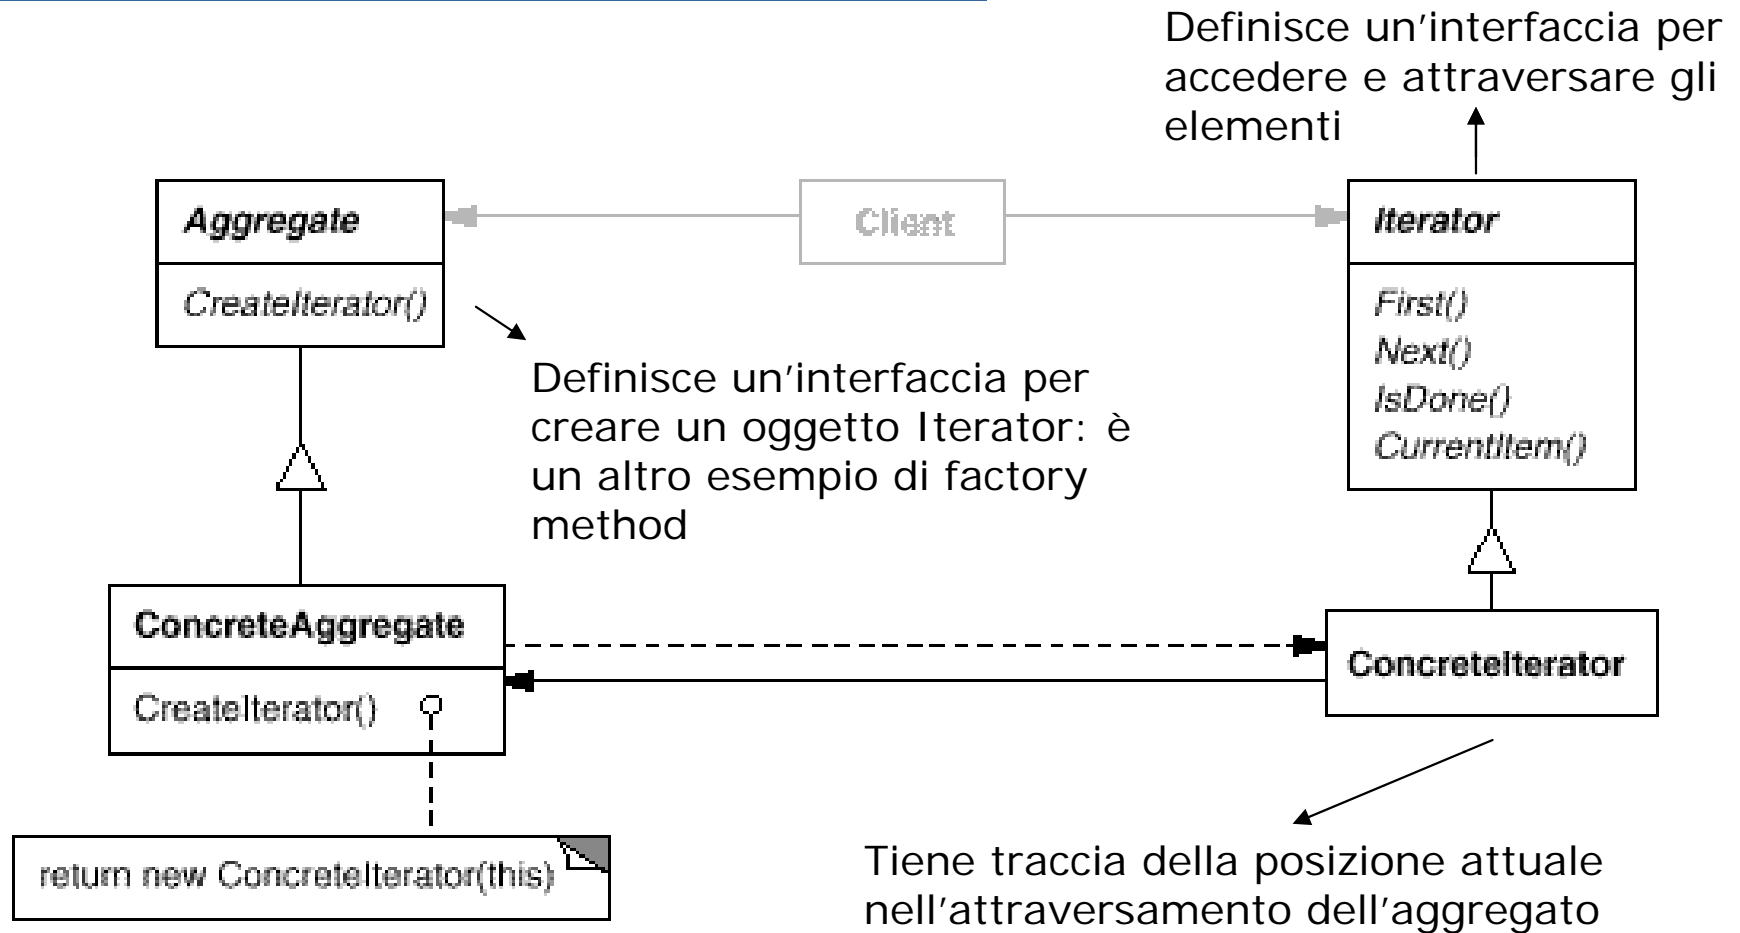 Definisce un'interfaccia per
accedere e attraversare gli
elementi
Aggregate
CreateIterator()
Client
Iterator
First()
Next()
IsDone()
CurrentItem()
Definisce un'interfaccia per
creare un oggetto Iterator: è
un altro esempio di factory
method
ConcreteAggregate
CreateIterator()
ConcreteIterator
return new ConcreteIterator(this)
Tiene traccia della posizione attuale
nell'attraversamento dell'aggregato